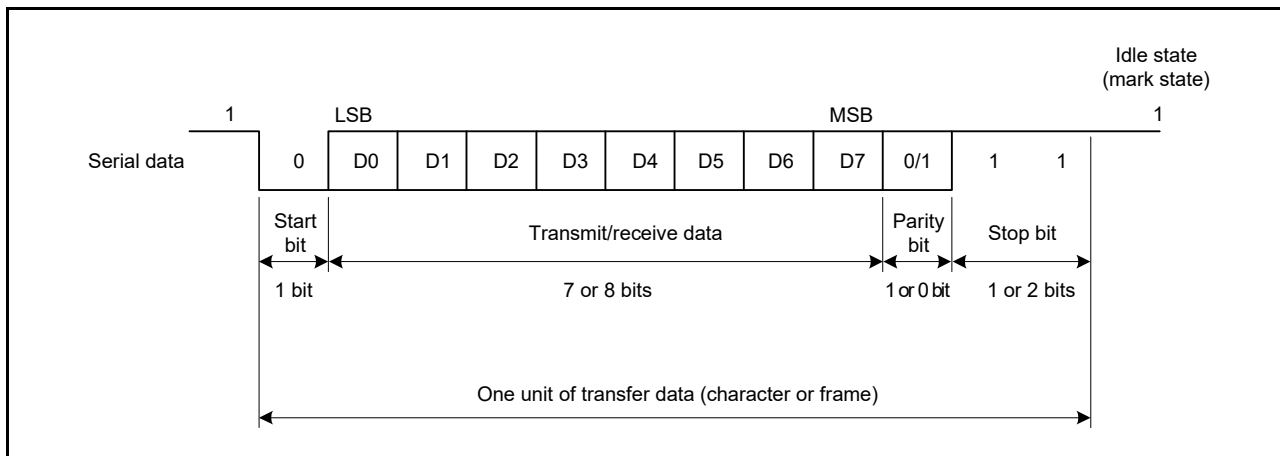 Idle state
(mark state)
1 LSB MSB 1
Serial data 0 D0 D1 D2 D3 D4 D5 D6 D7 0/1 1 1
Start bit Transmit/receive data Parity bit Stop bit
1 bit 7 or 8 bits 1 or 0 bit 1 or 2 bits
One unit of transfer data (character or frame)